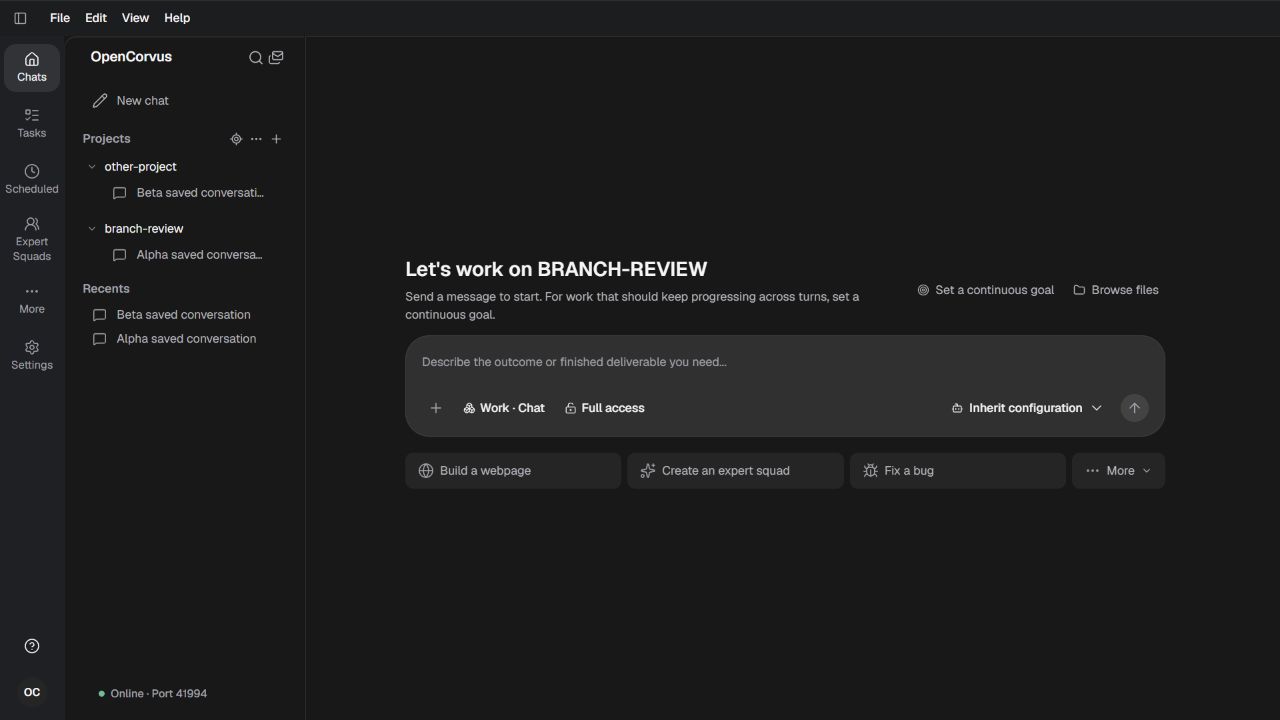 File Edit View Help
OpenCorvus
Chats
Tasks
Scheduled
Expert
Squads
More
Settings
OC
New chat
Projects
other-project
Beta saved conversati...
branch-review
Alpha saved conversa...
Recents
Beta saved conversation
Alpha saved conversation
Online · Port 41994
Let's work on BRANCH-REVIEW
Send a message to start. For work that should keep progressing across turns, set a
continuous goal.
Set a continuous goal Browse files
Describe the outcome or finished deliverable you need...
Work · Chat Full access Inherit configuration
Build a webpage Create an expert squad Fix a bug More